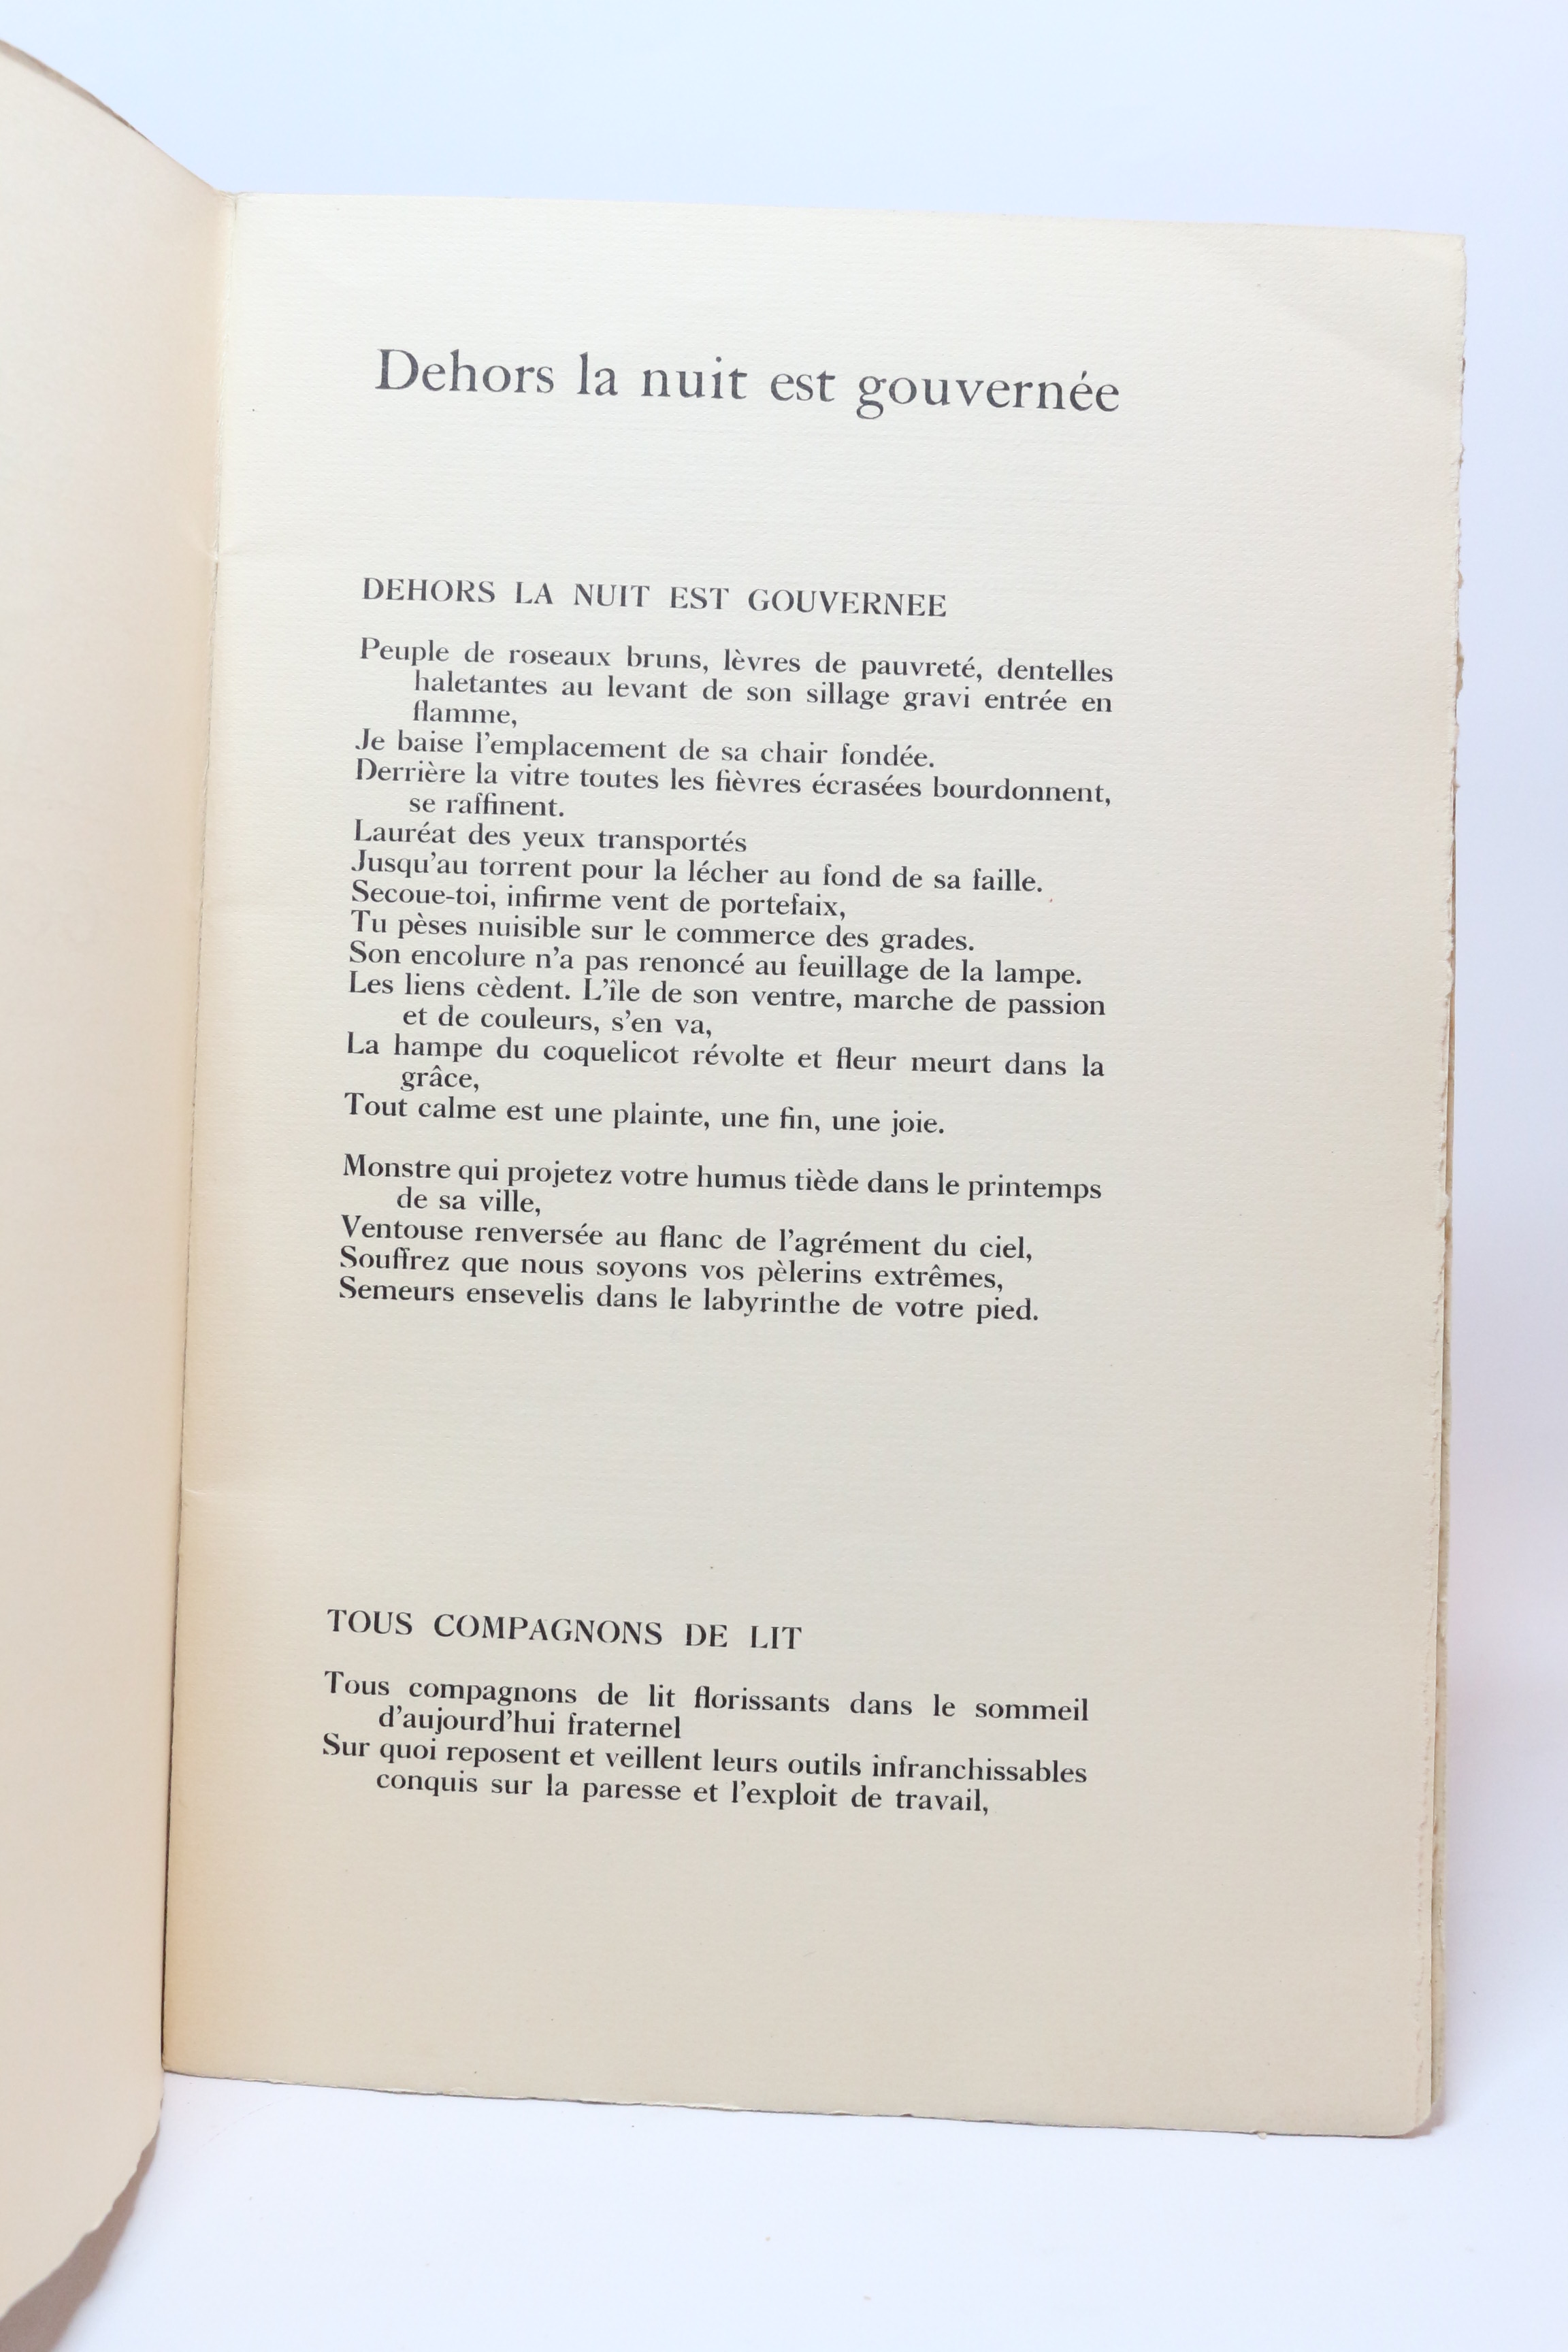 Dehors la nuit est gouvernée
DEHORS LA NUIT EST GOUVERNEE
Peuple de roseaux bruns, lèvres de pauvreté, dentelles
haletantes au levant de son sillage gravi entrée en
flamme,
Je baise l'emplacement de sa chair fondée.
Derrière la vitre toutes les fièvres écrasées bourdonnent,
se raffinent.
Lauréat des yeux transportés
Jusqu'au torrent pour la lécher au fond de sa faille.
Secoue-toi, infirme vent de portefaix,
Tu pèses nuisible sur le commerce des grades.
Son encolure n'a pas renoncé au feuillage de la lampe.
Les liens cèdent. L'île de son ventre, marche de passion
et de couleurs, s'en va,
La hampe du coquelicot révolte et fleur meurt dans la
grâce,
Tout calme est une plainte, une fin, une joie.
Monstre qui projetez votre humus tiède dans le printemps
de sa ville,
Ventouse renversée au flanc de l'agrément du ciel,
Souffrez que nous soyons vos pèlerins extrêmes,
Semeurs ensevelis dans le labyrinthe de votre pied.
TOUS COMPAGNONS DE LIT
Tous compagnons de lit florissants dans le sommeil
d'aujourd'hui fraternel
Sur quoi reposent et veillent leurs outils infranchissables
conquis sur la paresse et l'exploit de travail,